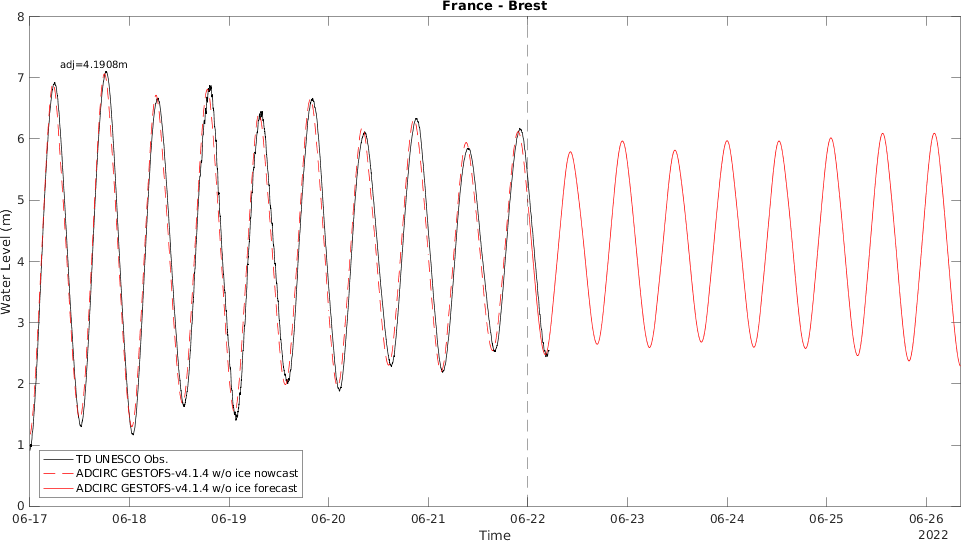 France - Brest
8
adj=4.1908m
7
6
5
4
3
2
1
0
Water Level (m)
TD UNESCO Obs.
ADCIRC GESTOFS-v4.1.4 w/o ice nowcast
ADCIRC GESTOFS-v4.1.4 w/o ice forecast
06-17 06-18 06-19 06-20 06-21 06-22 06-23 06-24 06-25 06-26
Time 2022